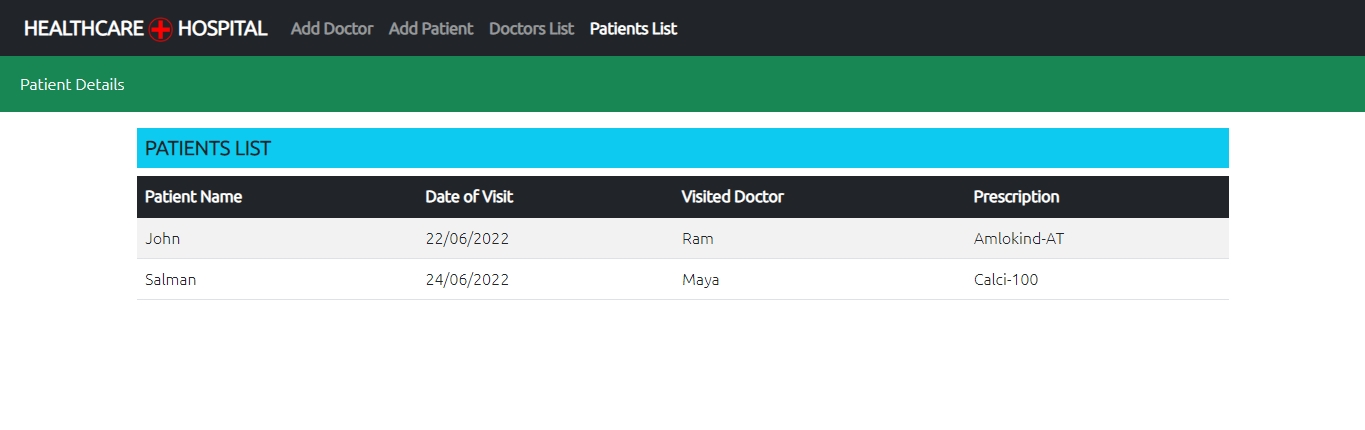 HEALTHCARE HOSPITAL Add Doctor Add Patient Doctors List Patients List
Patient Details
PATIENTS LIST
Patient Name Date of Visit Visited Doctor Prescription
John 22/06/2022 Ram Amlokind-AT
Salman 24/06/2022 Maya Calci-100